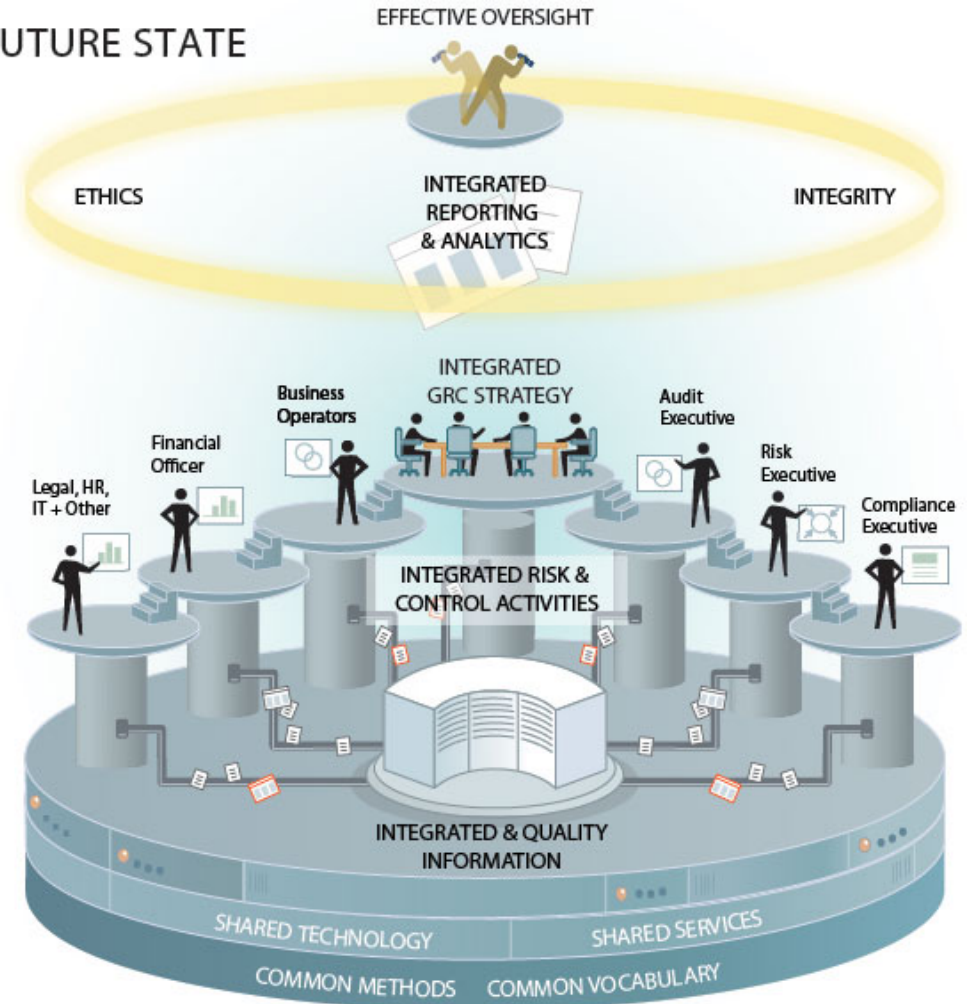 EFFECTIVE OVERSIGHT
UTURE STATE
ETHICS
INTEGRATED
REPORTING
& ANALYTICS
INTEGRITY
INTEGRATED
GRC STRATEGY
Business
Operators
Audit
Executive
Financial
Officer
Risk
Executive
Legal, HR,
IT + Other
Compliance
Executive
INTEGRATED RISK &
CONTROL ACTIVITIES
INTEGRATED & QUALITY
INFORMATION
SHARED TECHNOLOGY
SHARED SERVICES
COMMON METHODS
COMMON VOCABULARY